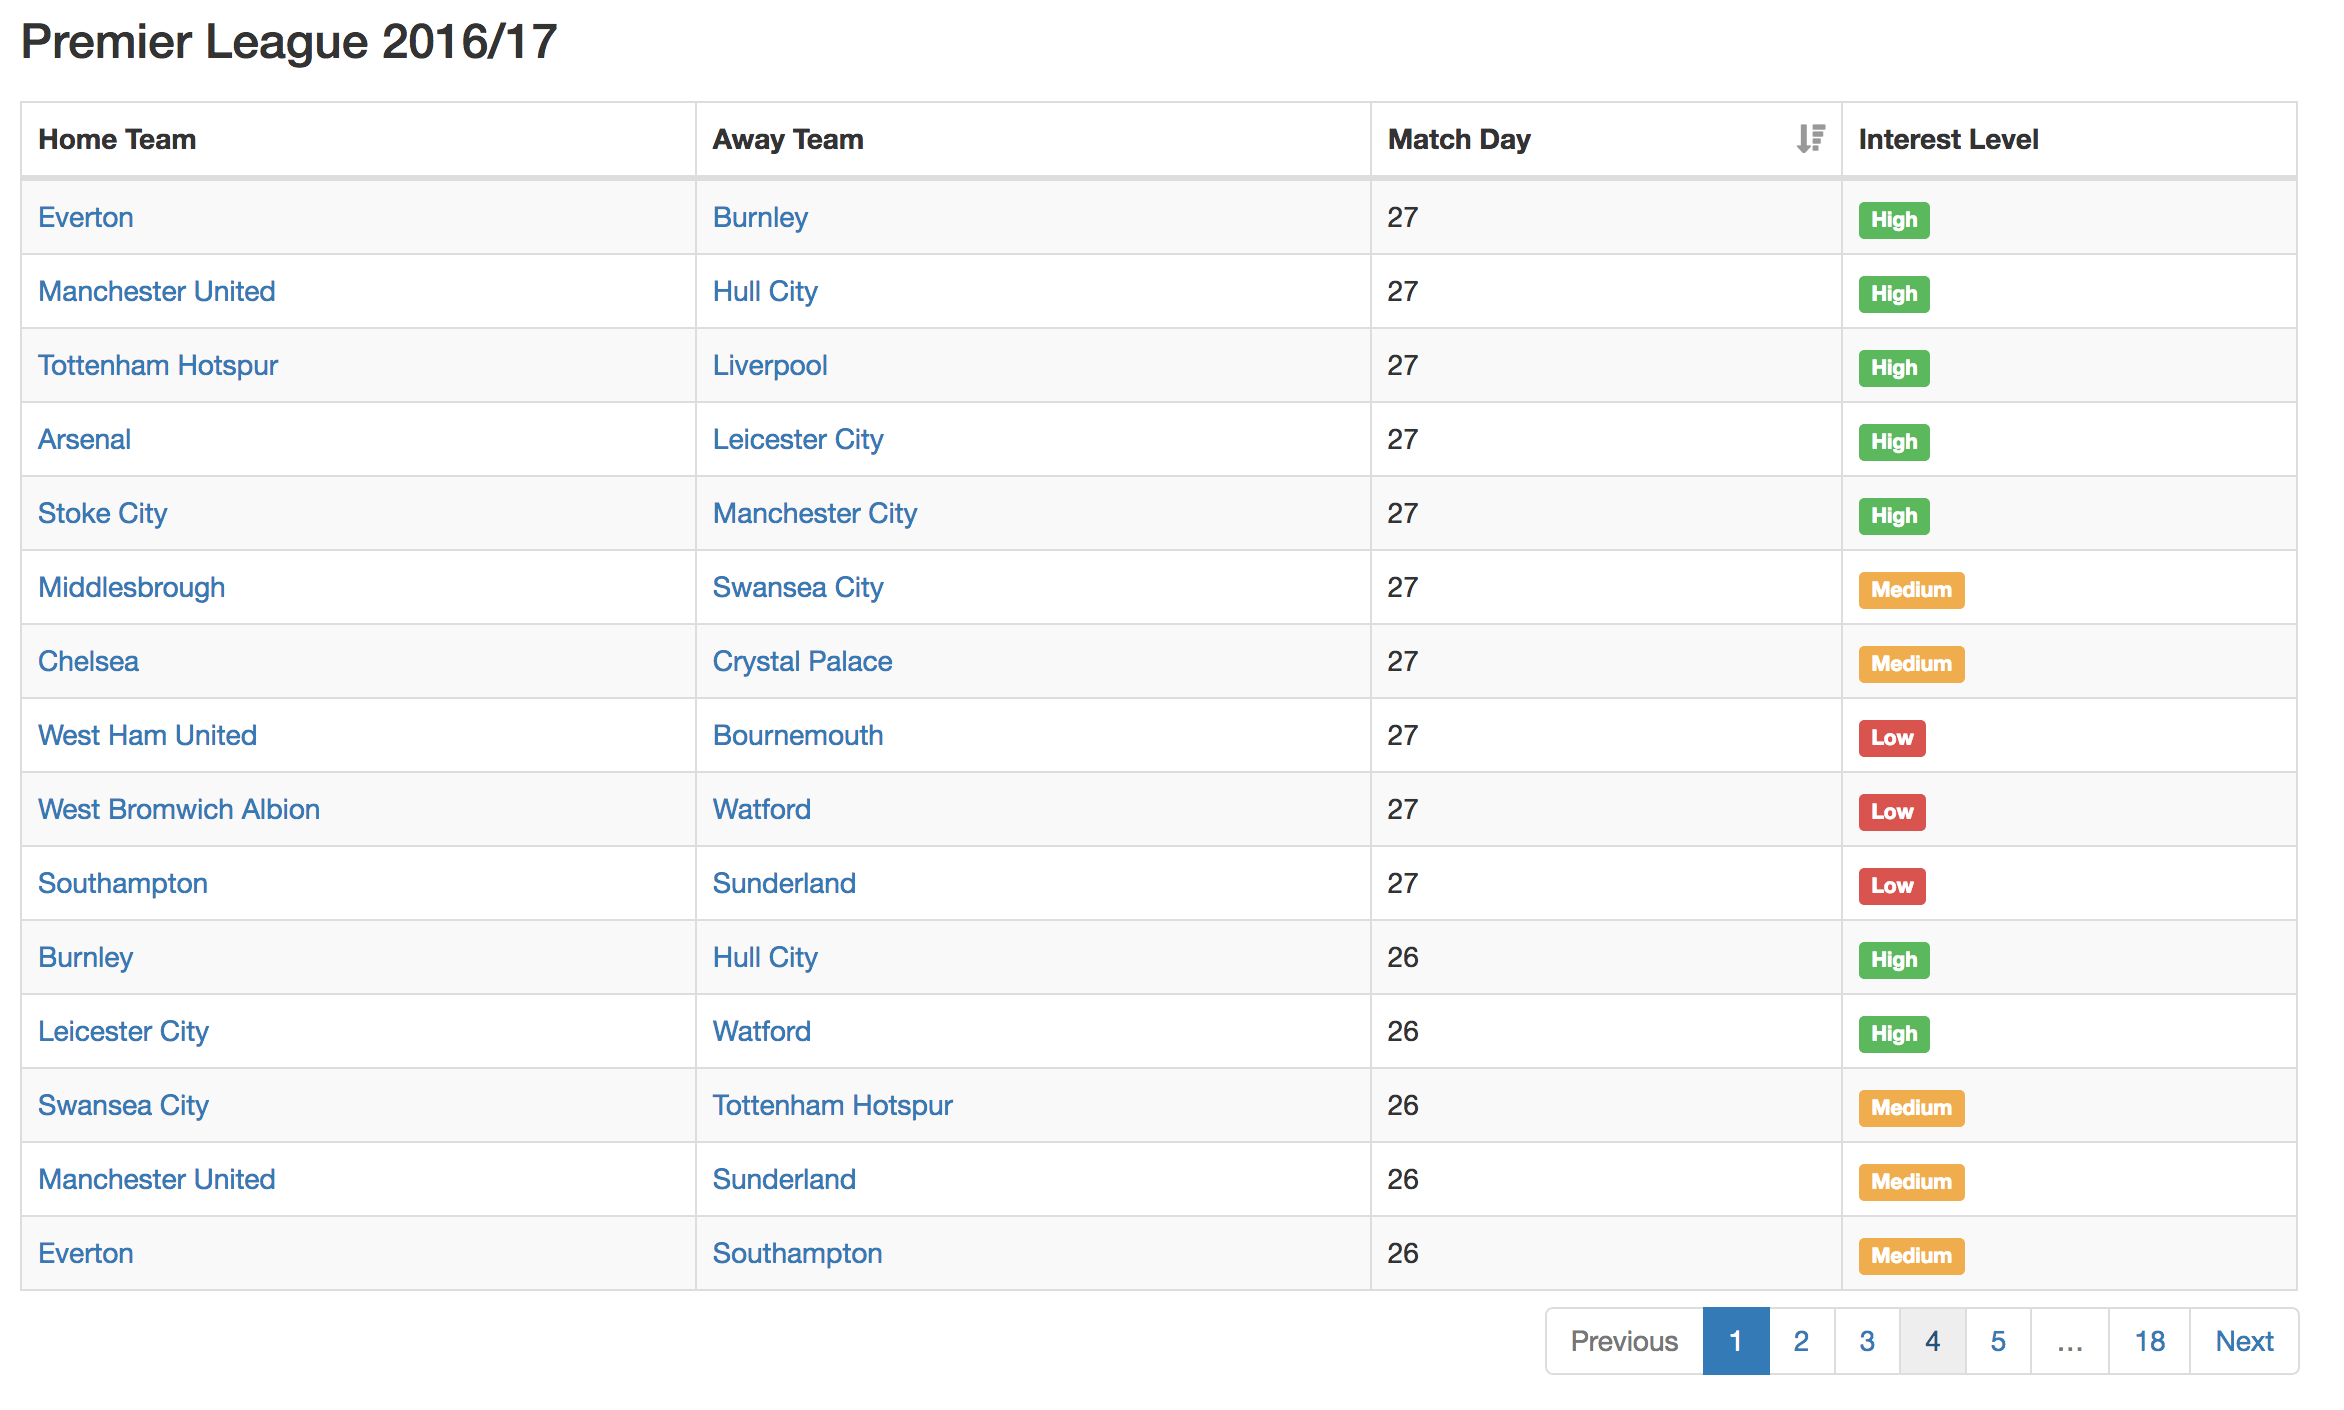 Premier League 2016/17
Home Team Away Team Match Day Interest Level
Everton Burnley 27 High
Manchester United Hull City 27 High
Tottenham Hotspur Liverpool 27 High
Arsenal Leicester City 27 High
Stoke City Manchester City 27 High
Middlesbrough Swansea City 27 Medium
Chelsea Crystal Palace 27 Medium
West Ham United Bournemouth 27 Low
West Bromwich Albion Watford 27 Low
Southampton Sunderland 27 Low
Burnley Hull City 26 High
Leicester City Watford 26 High
Swansea City Tottenham Hotspur 26 Medium
Manchester United Sunderland 26 Medium
Everton Southampton 26 Medium
Previous 1 2 3 4 5 … 18 Next